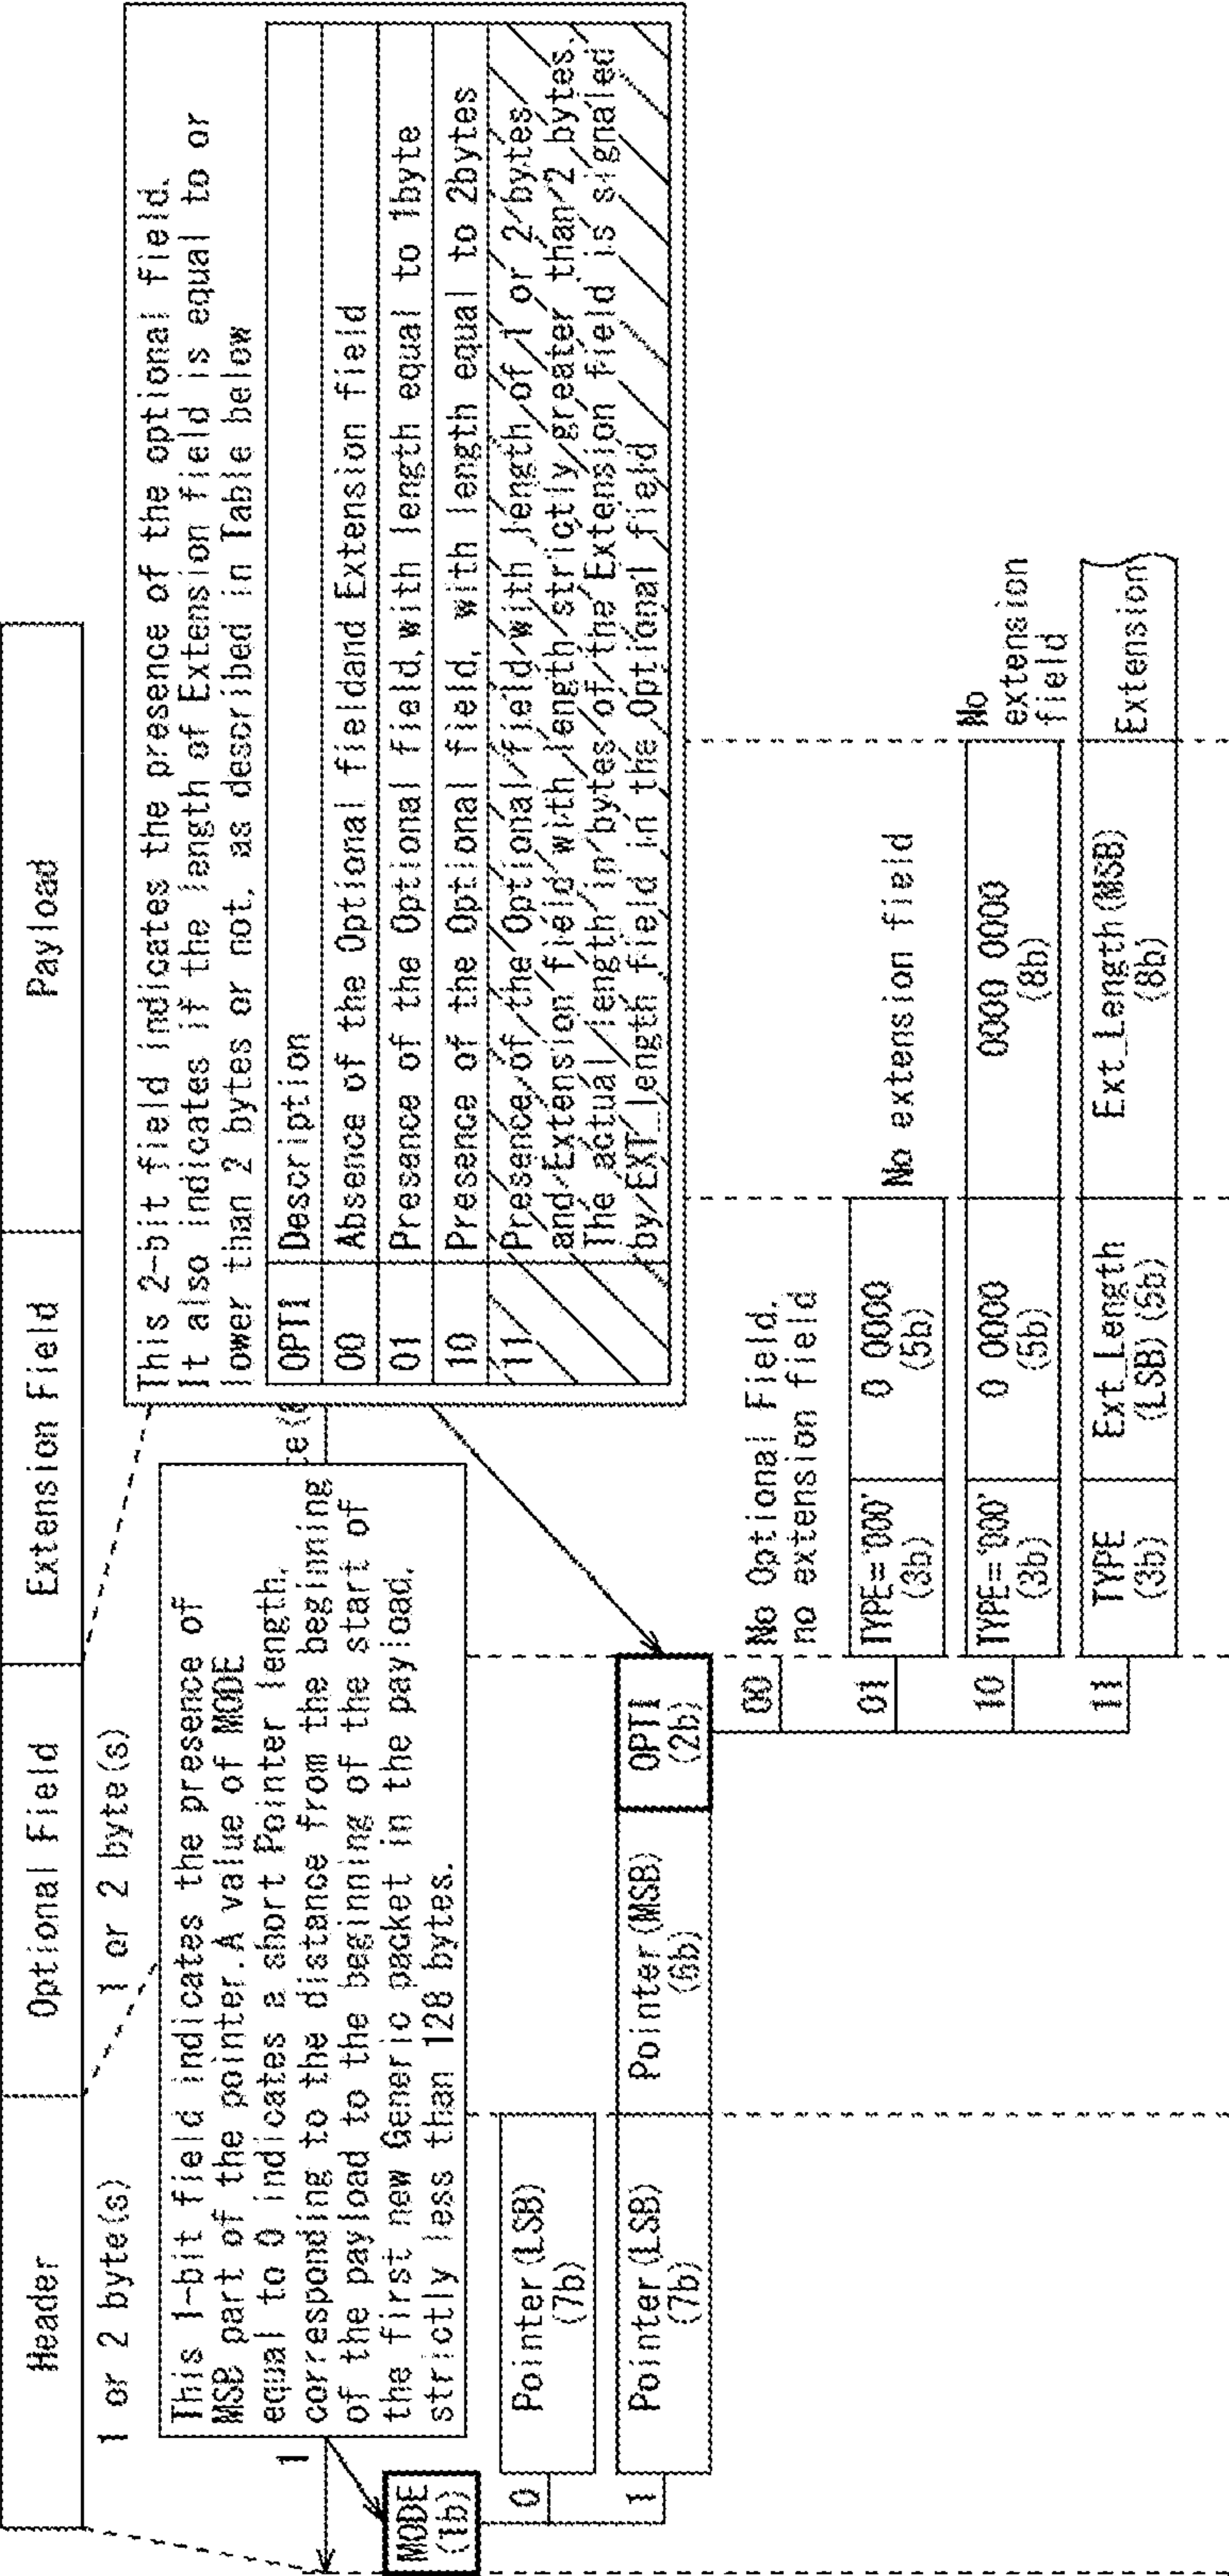 Header
Optional Field
Extension Field
Payload
1 or 2 byte(s)
1 or 2 byte(s)
This 1-bit field indicates the presence of
MSB part of the pointer.A value of MODE
equal to 0 indicates a short Pointer length,
corresponding to the distance from the beginning
of the payload to the beginning of the start of
the first new Generic packet in the payload,
strictly less than 128 bytes.
1
This 2-bit field indicates the presence of the optional field.
It also indicates if the length of Extension field is equal to or
lower than 2 bytes or not, as described in Table below
OPTI Description
00 Absence of the Optional fieldand Extension field
01 Presance of the Optional field,with length equal to 1byte
10 Presence of the Optional field, with length equal to 2bytes
11 Presence of the Optional field with length of 1 or 2 bytes
and Extension field with length strictly greater than 2 bytes.
The actual length in bytes of the Extension field is signaled
by EXT_length field in the Optional field
MODE
(1b)
0
Pointer(LSB)
(7b)
1
Pointer(LSB)
(7b)
Pointer(MSB)
(6b)
OPTI
(2b)
00
No Optional Field,
no extension field
01
TYPE='000'
(3b)
0 0000
(5b)
No extension field
10
TYPE='000'
(3b)
0 0000
(5b)
0000 0000
(8b)
No
extension
field
11
TYPE
(3b)
Ext_Length
(LSB)(5b)
Ext_Length(MSB)
(8b)
Extension